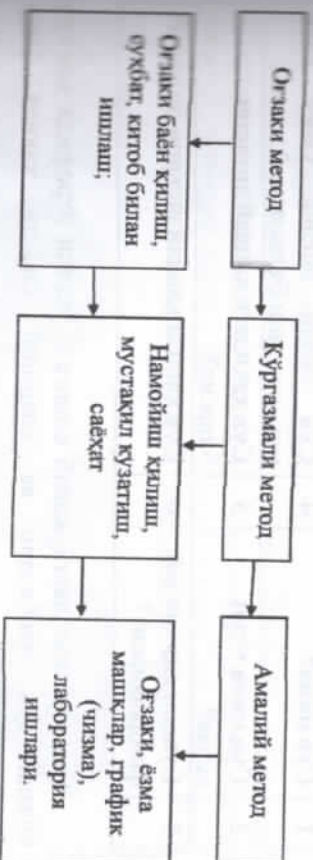 Оғзаки метод
Кўргазмали метод
Амалий метод
Оғзаки баён қилиш,
суҳбат, китоб билан
ишлаш;
Намойиш қилиш,
мустақил кузатиш,
саёҳат
Оғзаки, ёзма
машқлар, график
(чизма),
лаборатория
ишлари.